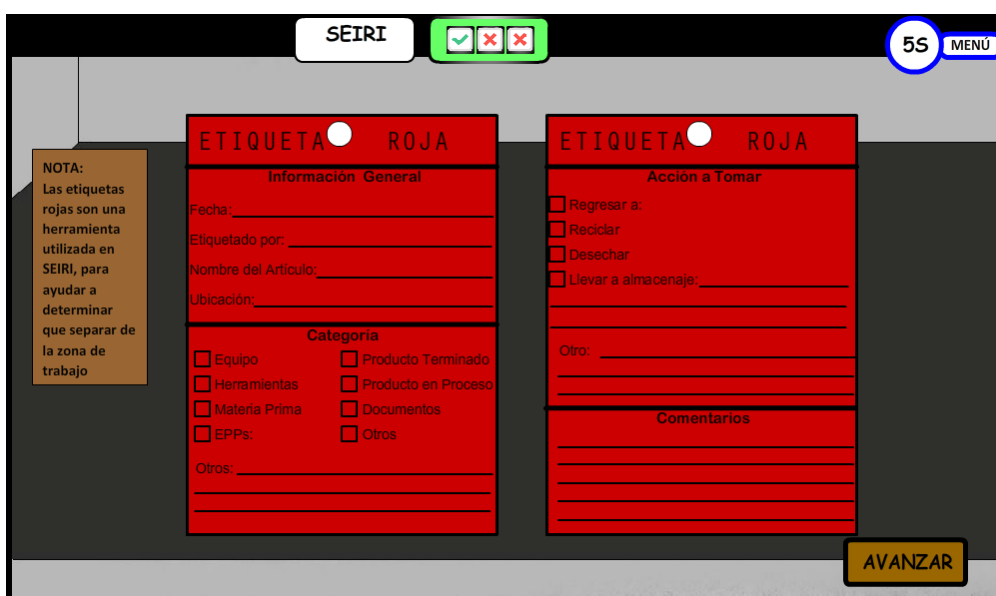 SEIRI
5S
MENÚ
NOTA:
Las etiquetas
rojas son una
herramienta
utilizada en
SEIRI, para
ayudar a
determinar
que separar de
la zona de
trabajo
ETIQUETA ROJA
Información General
Fecha:
Etiquetado por:
Nombre del Artículo:
Ubicación:
Categoría
Equipo
Producto Terminado
Herramientas
Producto en Proceso
Materia Prima
Documentos
EPPs:
Otros
Otros:
ETIQUETA ROJA
Acción a Tomar
Regresar a:
Reciclar
Desechar
Llevar a almacenaje:
Otro:
Comentarios
AVANZAR